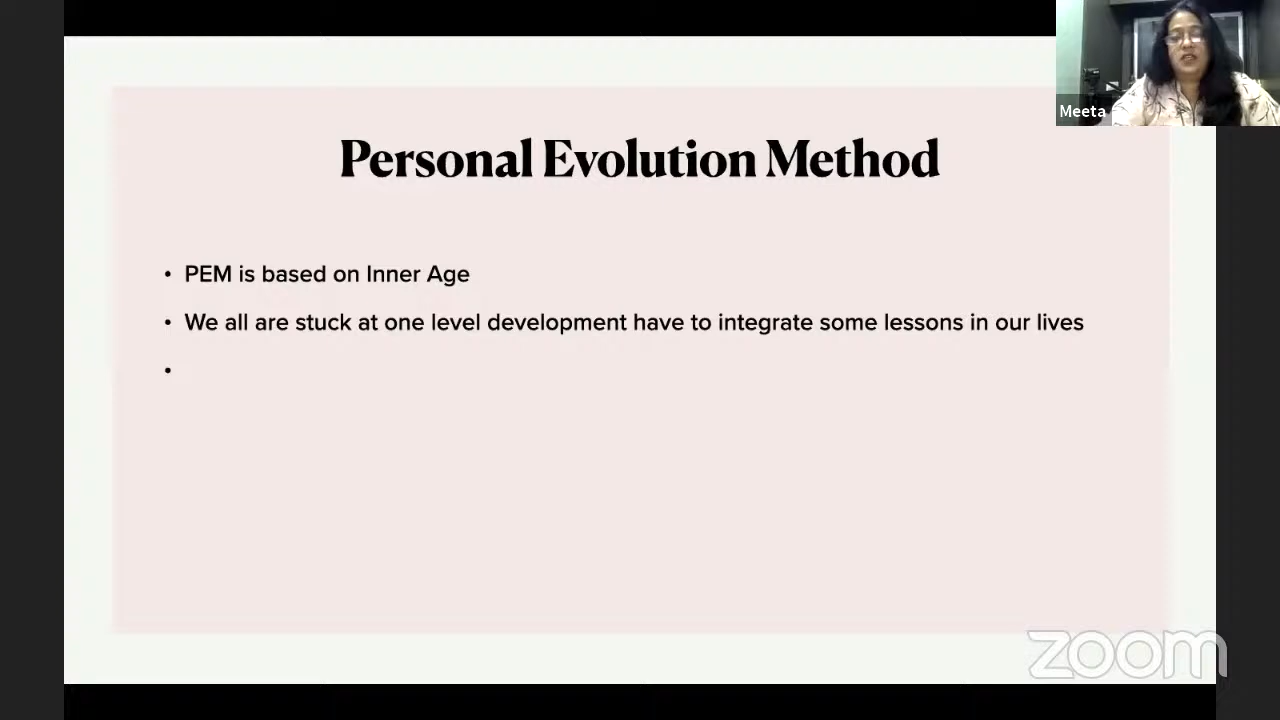 Meeta
Personal Evolution Method
• PEM is based on Inner Age
• We all are stuck at one level development have to integrate some lessons in our lives
•
zoom